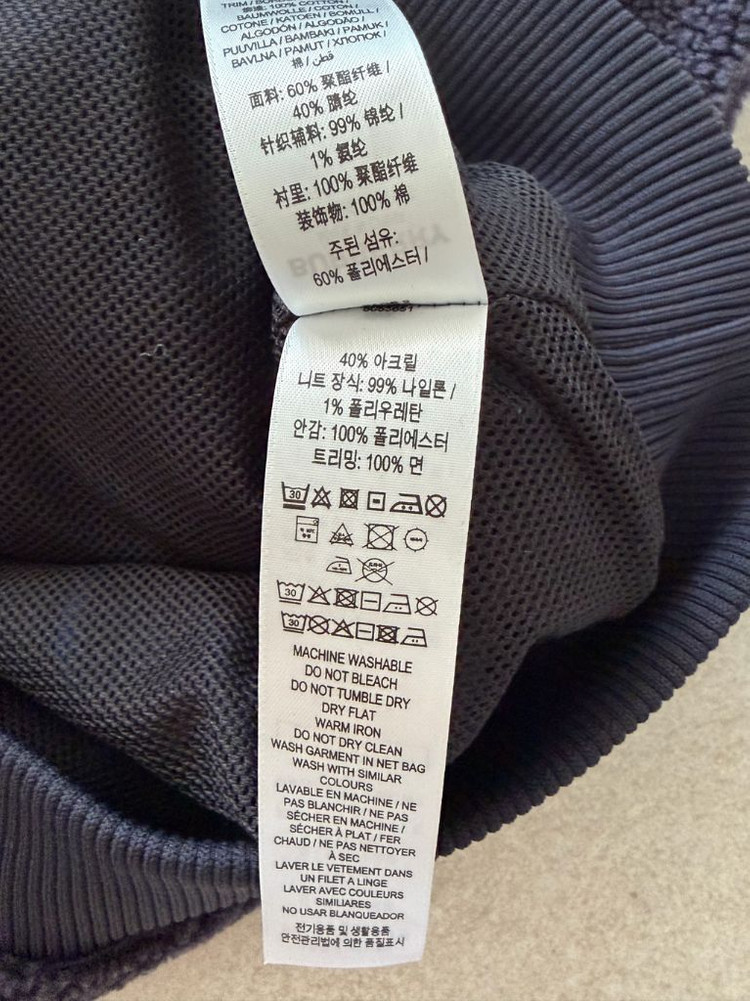 BAUMWOLLE / COTON /
COTONE / KATOEN / BOMULL /
ALGODÓN / ALGODÃO /
PUUVILLA / BAMBAKI / PAMUK /
BAVLNA / PAMUT / ХЛОПОК /
棉 / قطن
面料: 60% 聚酯纤维 /
40% 腈纶
针织辅料: 99% 锦纶 /
1% 氨纶
衬里: 100% 聚酯纤维
装饰物: 100% 棉
주된 섬유:
60% 폴리에스터 /
40% 아크릴
니트 장식: 99% 나일론 /
1% 폴리우레탄
안감: 100% 폴리에스터
트리밍: 100% 면
30
30
30
MACHINE WASHABLE
DO NOT BLEACH
DO NOT TUMBLE DRY
DRY FLAT
WARM IRON
DO NOT DRY CLEAN
WASH GARMENT IN NET BAG
WASH WITH SIMILAR
COLOURS
LAVABLE EN MACHINE / NE
PAS BLANCHIR / NE PAS
SÉCHER EN MACHINE /
SÉCHER À PLAT / FER
CHAUD / NE PAS NETTOYER
À SEC
LAVER LE VETEMENT DANS
UN FILET A LINGE
LAVER AVEC COULEURS
SIMILIARES
NO USAR BLANQUEADOR
전기용품 및 생활용품
안전관리법에 의한 품질표시